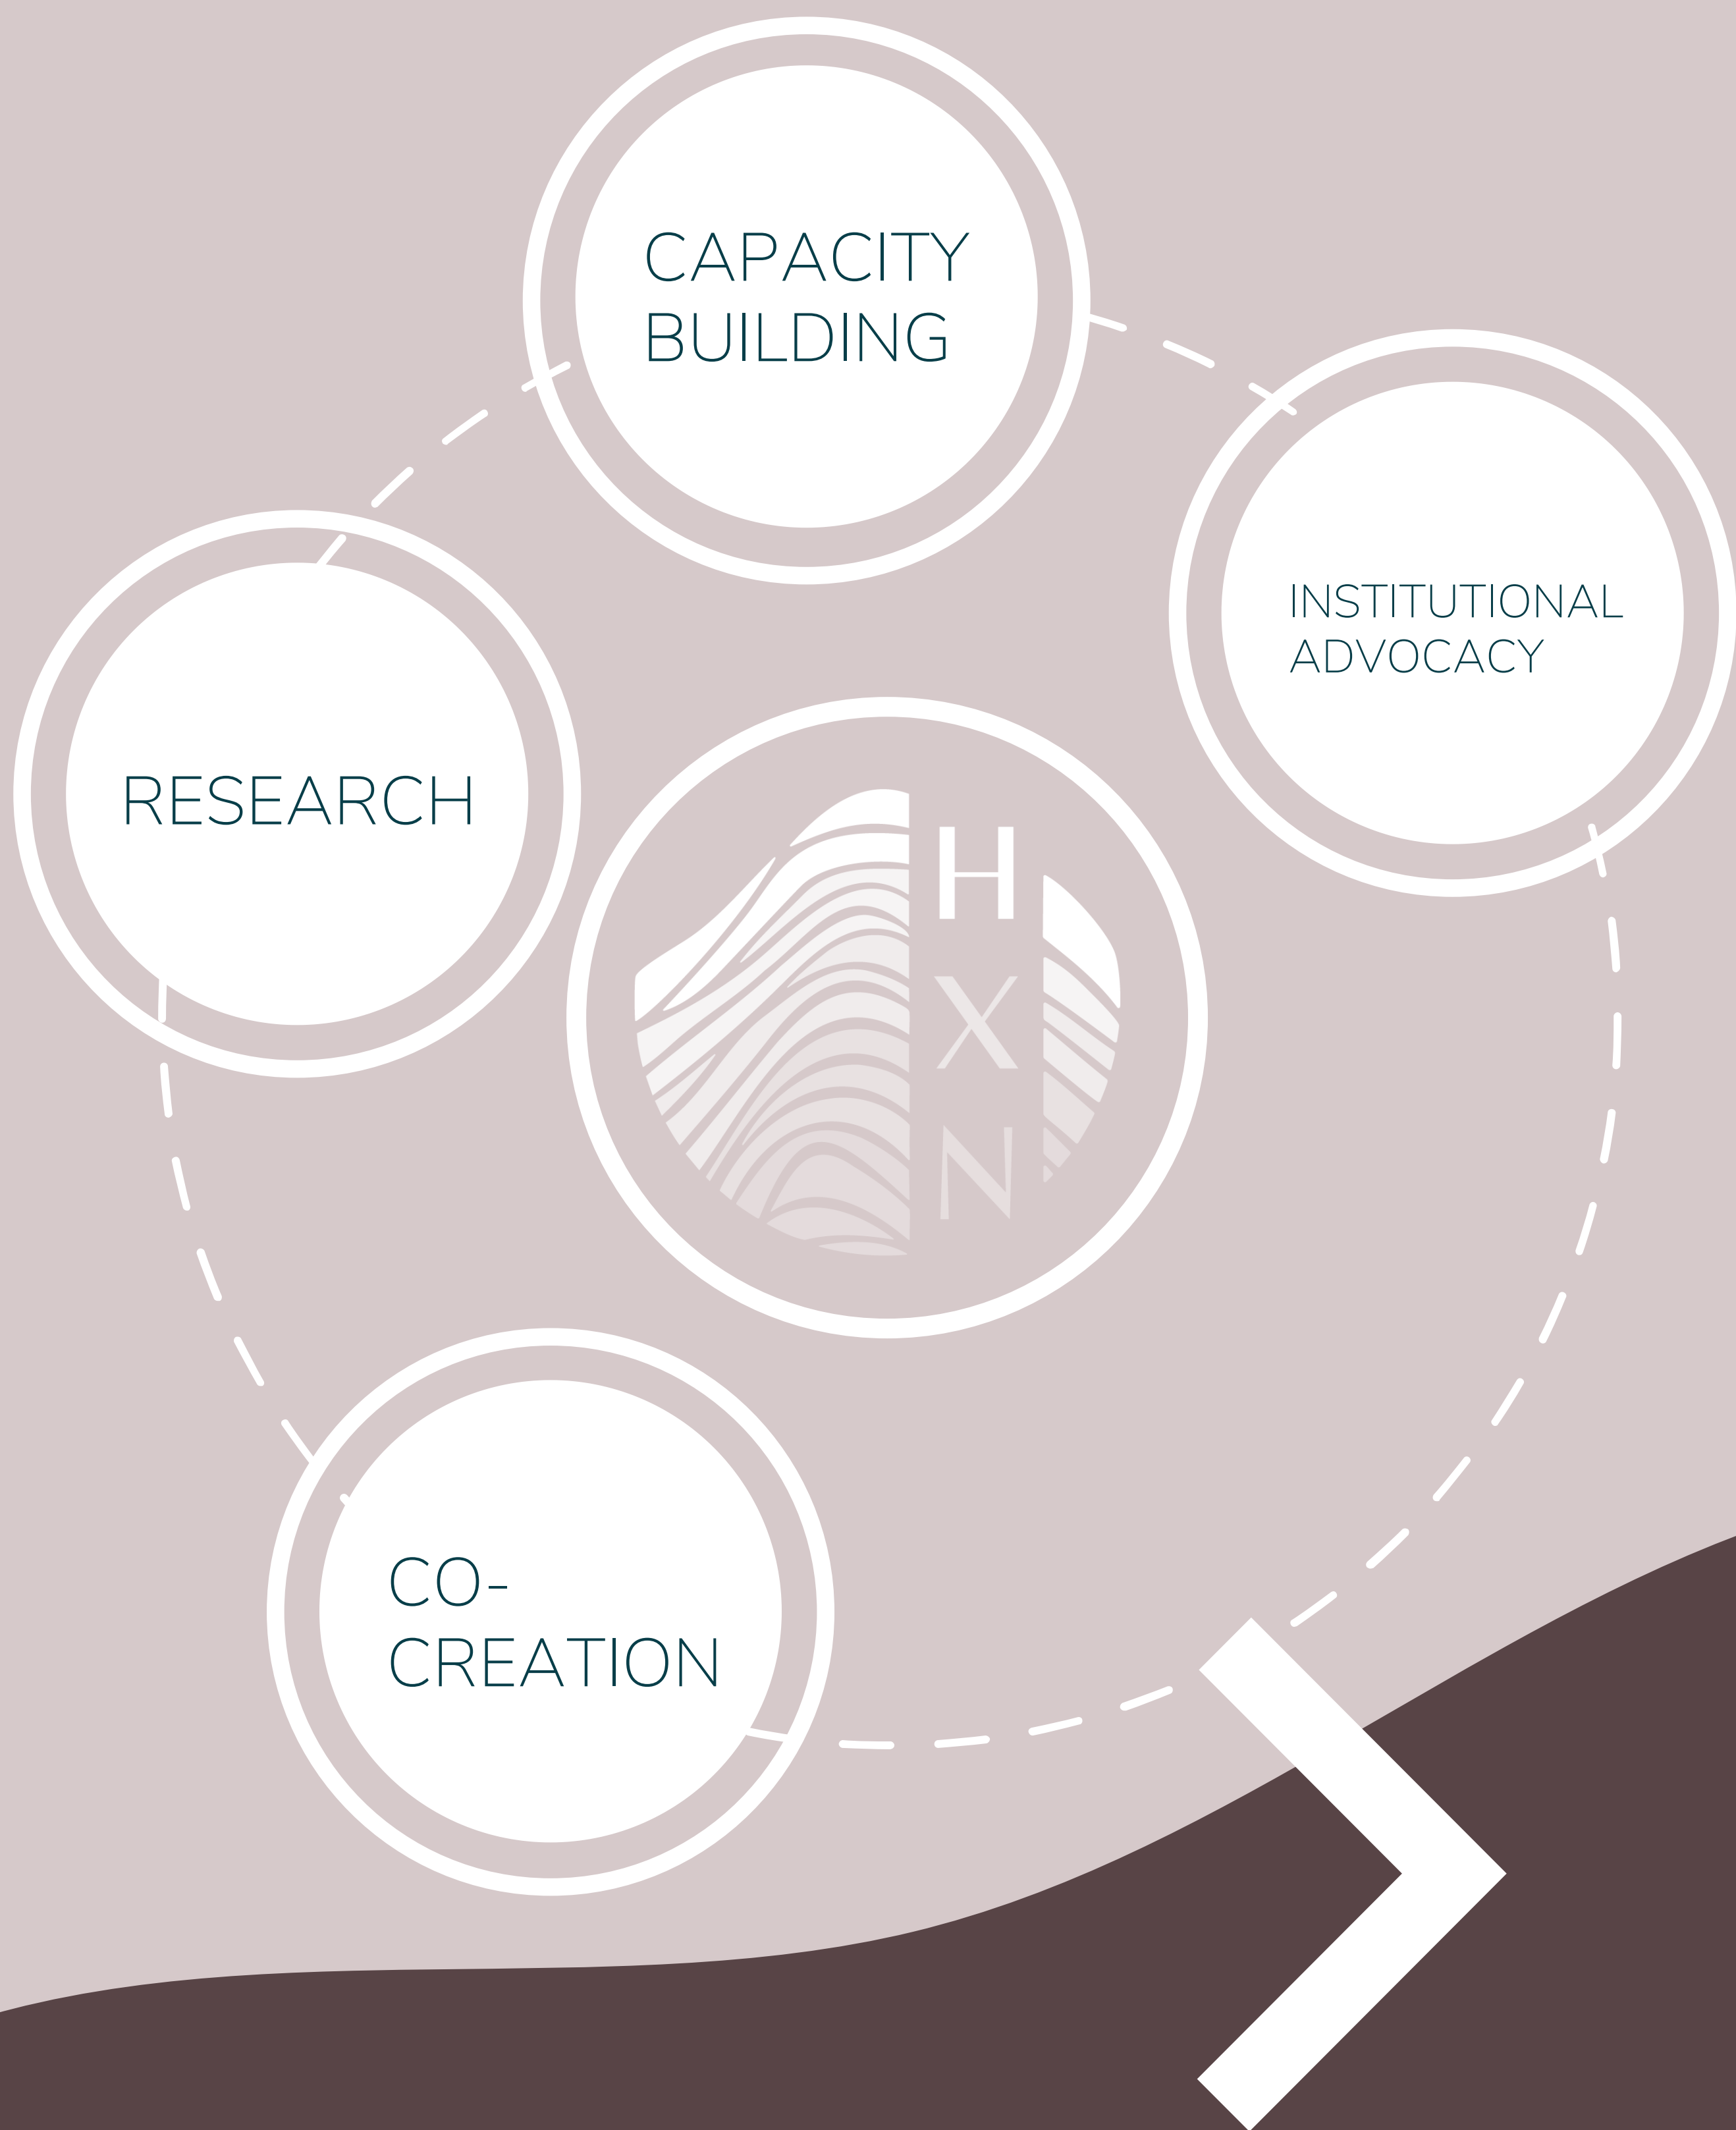 CAPACITY
BUILDING
INSTITUTIONAL
ADVOCACY
RESEARCH
H
X
N
CO-
CREATION